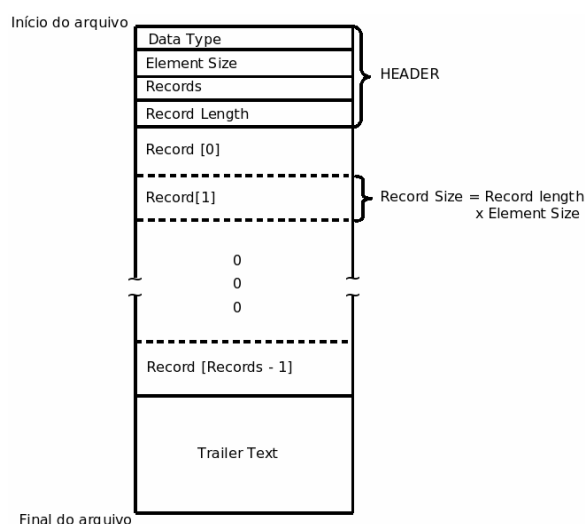 Início do arquivo
Data Type
Element Size
HEADER
Records
Record Length
Record [0]
Record[1]
Record Size = Record length
x Element Size
0
0
0
Record [Records - 1]
Trailer Text
Final do arquivo